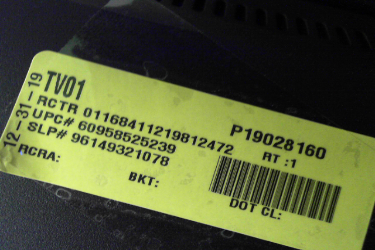 12-31-19
TV01
RCTR 01168411219812472
UPC# 60958525239
SLP# 96149321078
RCRA:
BKT:
P19028160
RT :1
DOT CL: